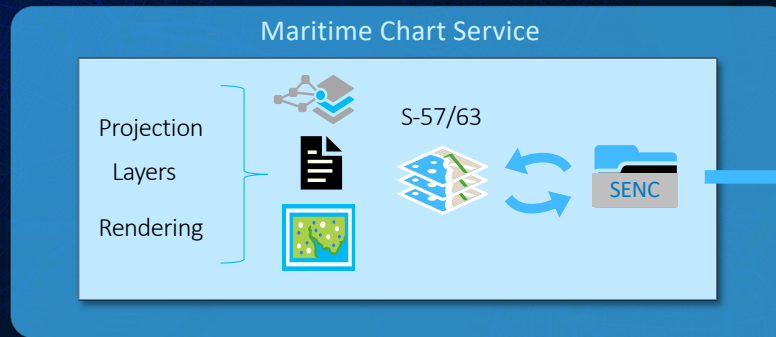 Maritime Chart Service
Projection
Layers
Rendering
S-57/63
SENC